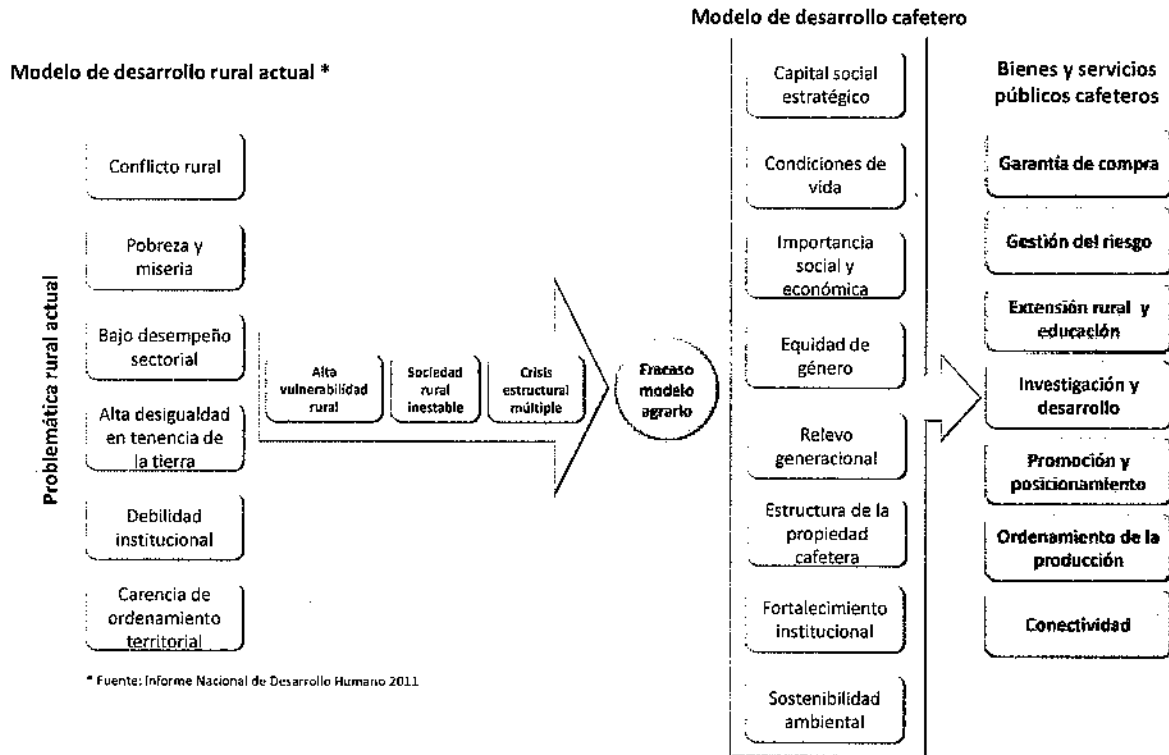 Modelo de desarrollo cafetero
Modelo de desarrollo rural actual *
Bienes y servicios
públicos cafeteros
Problemática rural actual
Conflicto rural
Pobreza y
miseria
Bajo desempeño
sectorial
Alta desigualdad
en tenencia de
la tierra
Debilidad
institucional
Carencia de
ordenamiento
territorial
Alta
vulnerabilidad
rural
Sociedad
rural
inestable
Crisis
estructural
múltiple
Fracaso
modelo
agrario
Capital social
estratégico
Condiciones de
vida
Importancia
social y
económica
Equidad de
género
Relevo
generacional
Estructura de la
propiedad
cafetera
Fortalecimiento
institucional
Sostenibilidad
ambiental
Garantía de compra
Gestión del riesgo
Extensión rural y
educación
Investigación y
desarrollo
Promoción y
posicionamiento
Ordenamiento de la
producción
Conectividad
* Fuente: Informe Nacional de Desarrollo Humano 2011